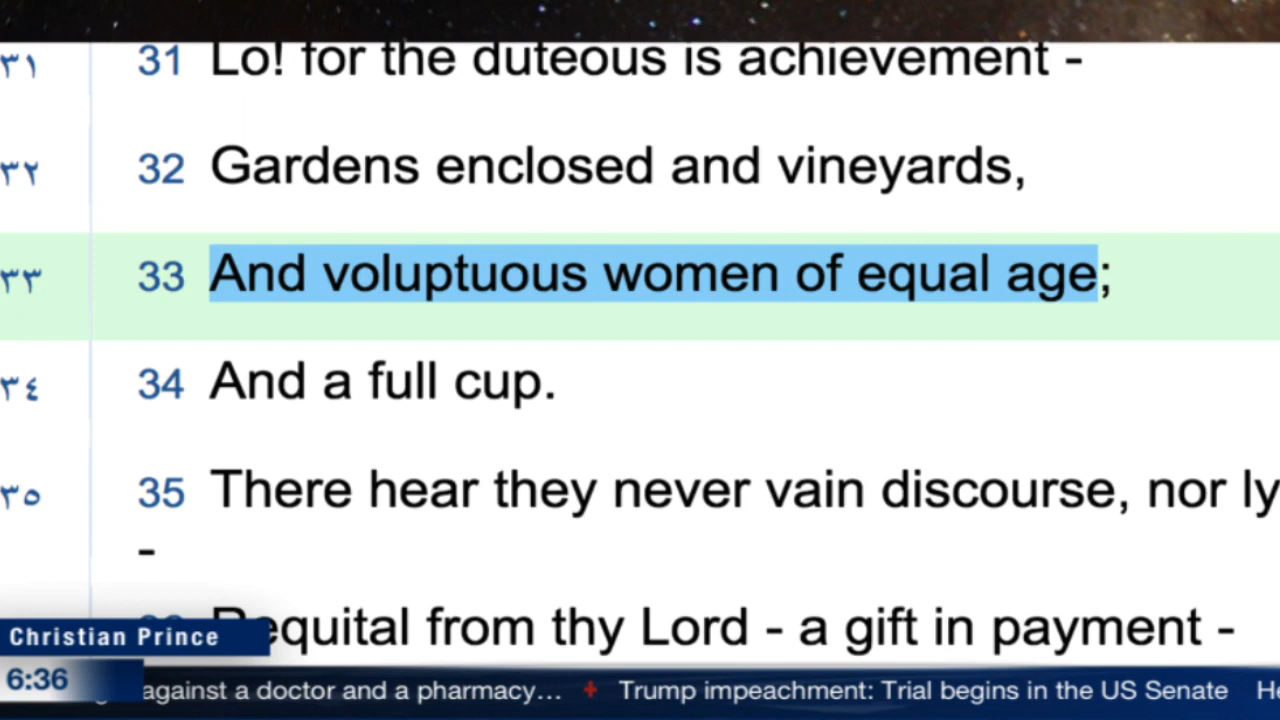 ٣١ 31 Lo! for the duteous is achievement -
٣٢ 32 Gardens enclosed and vineyards,
٣٣ 33 And voluptuous women of equal age;
٣٤ 34 And a full cup.
٣٥ 35 There hear they never vain discourse, nor ly
-
Requital from thy Lord - a gift in payment -
Christian Prince
6:36
against a doctor and a pharmacy... + Trump impeachment: Trial begins in the US Senate He